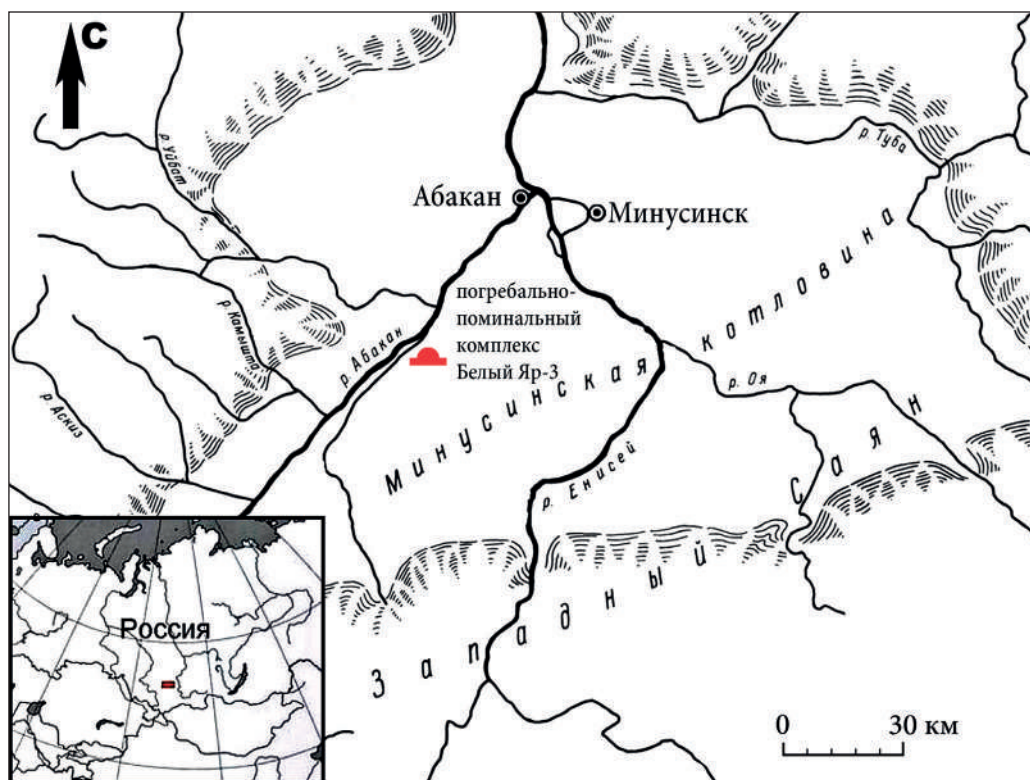 С
р. Уйбат
р. Туба
Абакан
Минусинск
погребально-
поминальный
комплекс
Белый Яр-3
р. Камышта
р. Абакан
р. Аскиз
Минусинская котловина
р. Оя
р. Енисей
Западный Саян
Россия
0 30 км